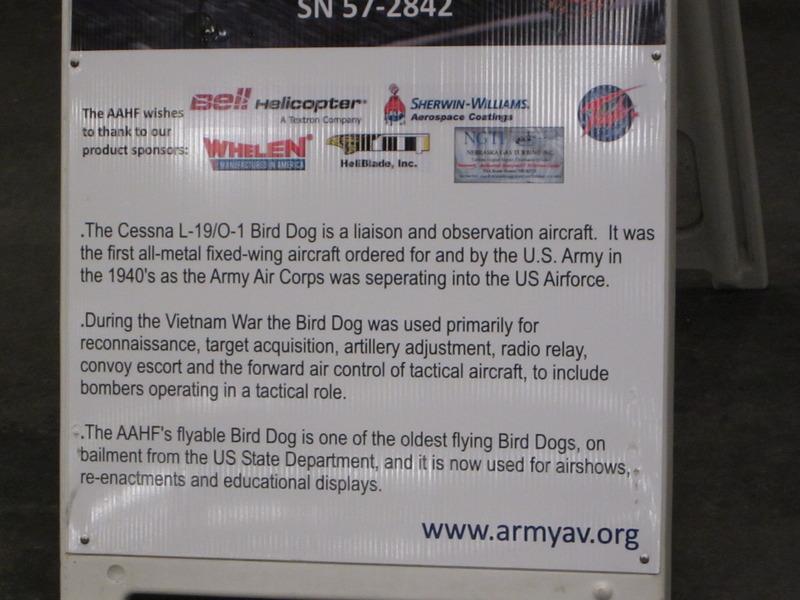 SN 57-2842
The AAHF wishes
to thank to our
product sponsors:
Bell Helicopter
A Textron Company
SHERWIN-WILLIAMS.
Aerospace Coatings
WHELEN
MANUFACTURED IN AMERICA
HeliBlade, Inc.
NGTI
NEBRASKA GAS TURBINE, INC.
.The Cessna L-19/O-1 Bird Dog is a liaison and observation aircraft. It was
the first all-metal fixed-wing aircraft ordered for and by the U.S. Army in
the 1940's as the Army Air Corps was seperating into the US Airforce.
.During the Vietnam War the Bird Dog was used primarily for
reconnaissance, target acquisition, artillery adjustment, radio relay,
convoy escort and the forward air control of tactical aircraft, to include
bombers operating in a tactical role.
.The AAHF's flyable Bird Dog is one of the oldest flying Bird Dogs, on
bailment from the US State Department, and it is now used for airshows,
re-enactments and educational displays.
www.armyav.org